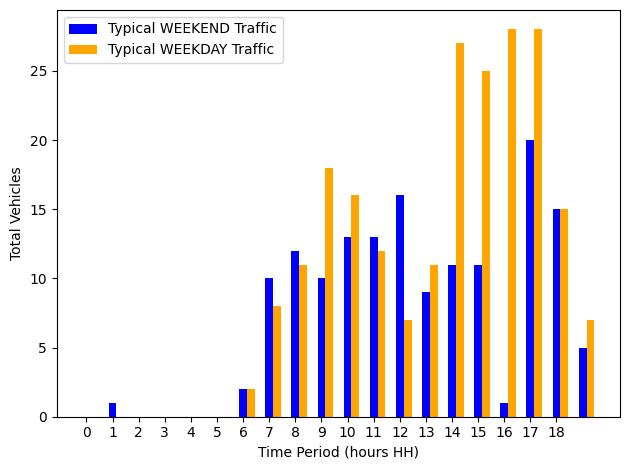 Typical WEEKEND Traffic
Typical WEEKDAY Traffic
Total Vehicles
25
20
15
10
5
0
0 1 2 3 4 5 6 7 8 9 10 11 12 13 14 15 16 17 18
Time Period (hours HH)